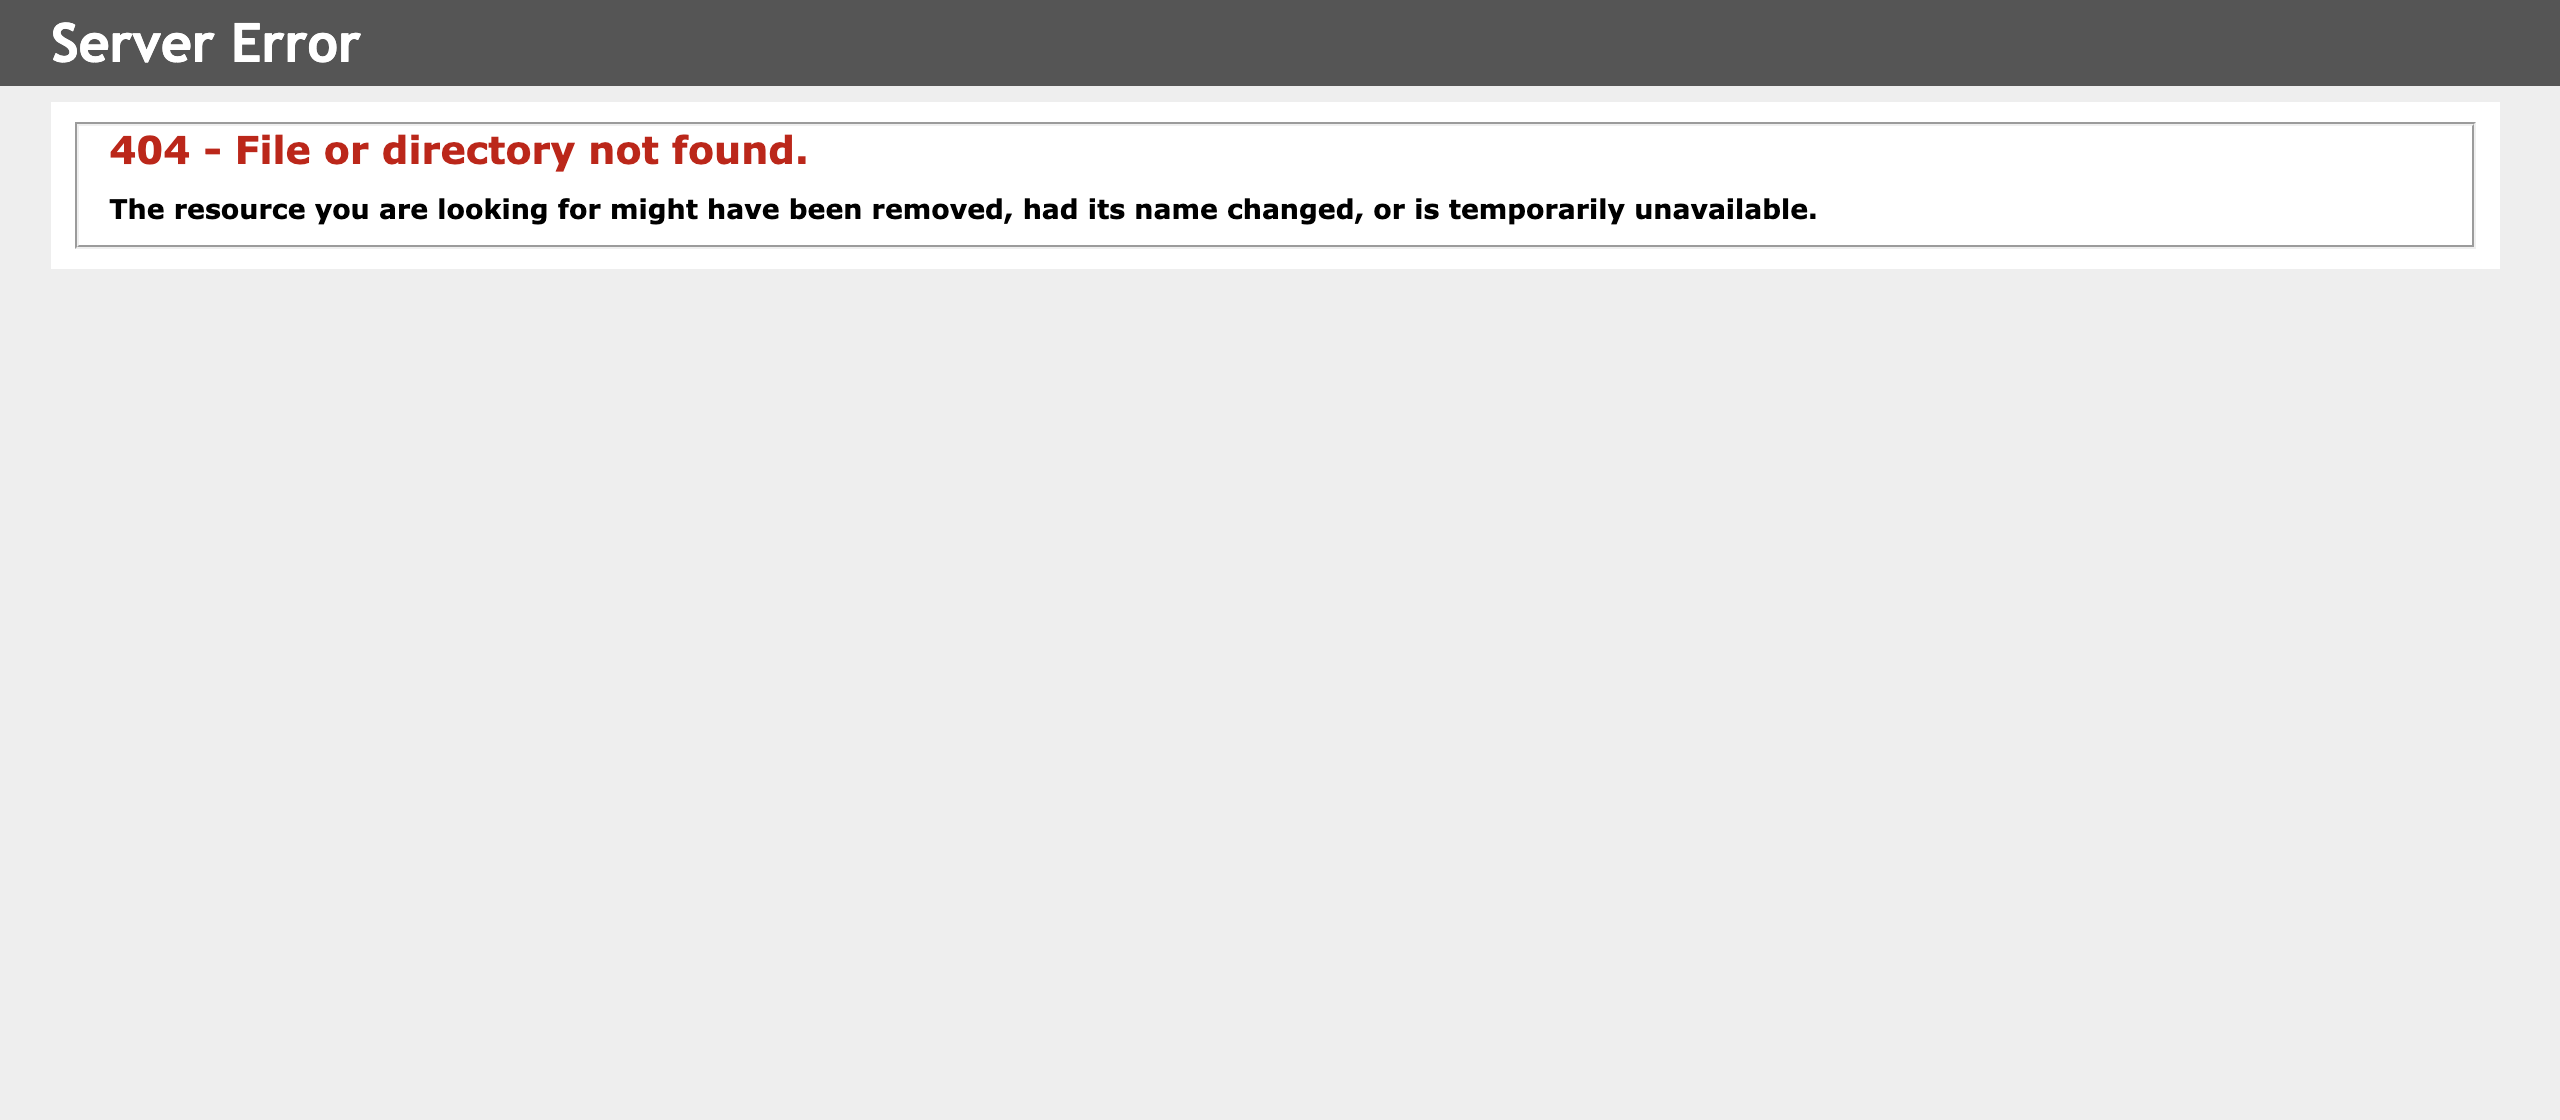 Server Error
404 - File or directory not found.
The resource you are looking for might have been removed, had its name changed, or is temporarily unavailable.